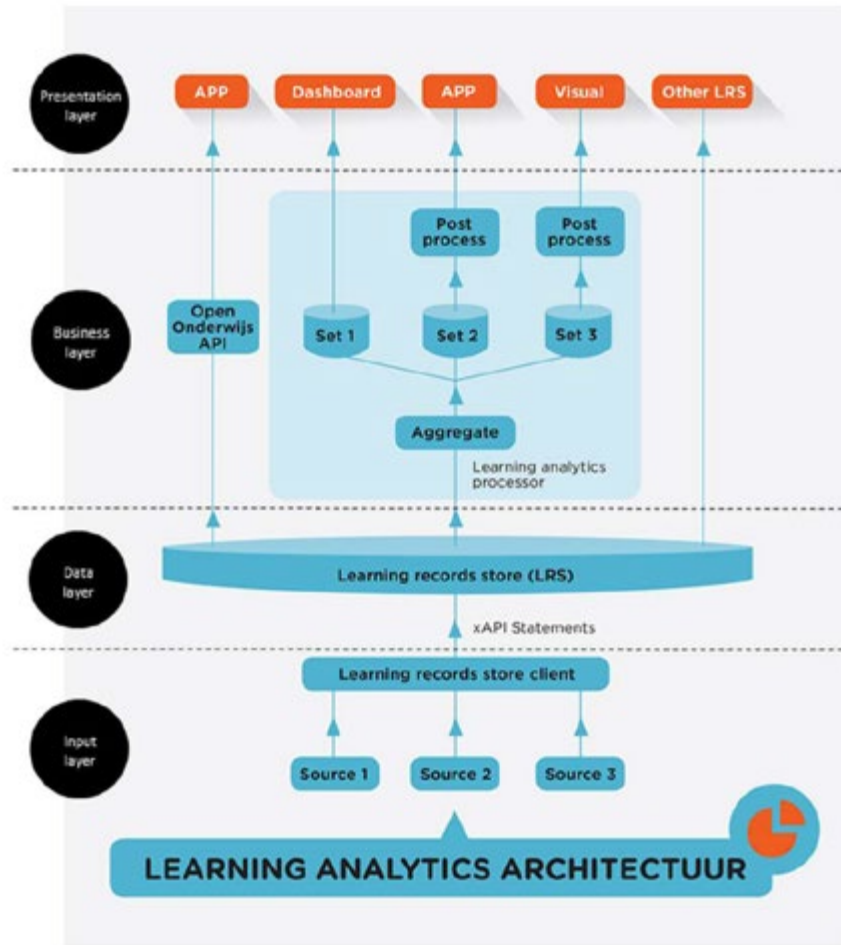 Presentation
layer
APP
Dashboard
APP
Visual
Other LRS
Business
layer
Post
process
Post
process
Open
Onderwijs
API
Set 1
Set 2
Set 3
Aggregate
Learning analytics
processor
Data
layer
Learning records store (LRS)
xAPI Statements
Input
layer
Learning records store client
Source 1
Source 2
Source 3
LEARNING ANALYTICS ARCHITECTUUR